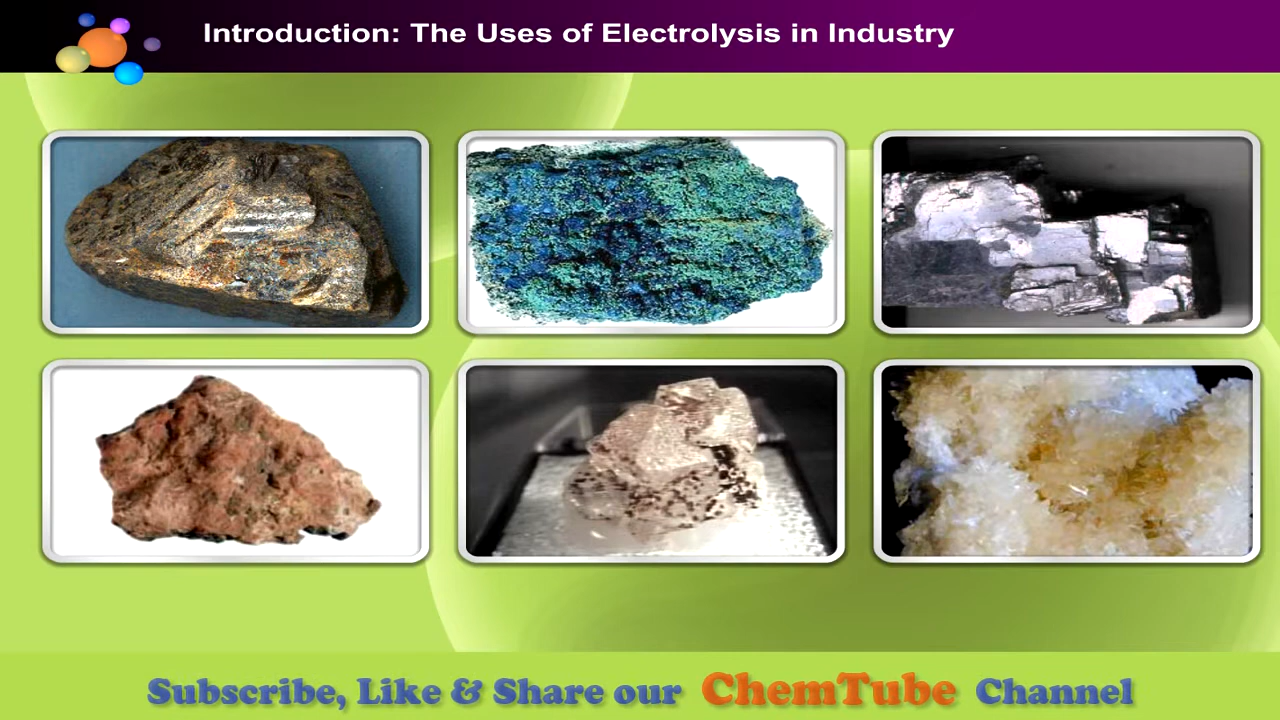 Introduction: The Uses of Electrolysis in Industry
Subscribe, Like & Share our ChemTube Channel